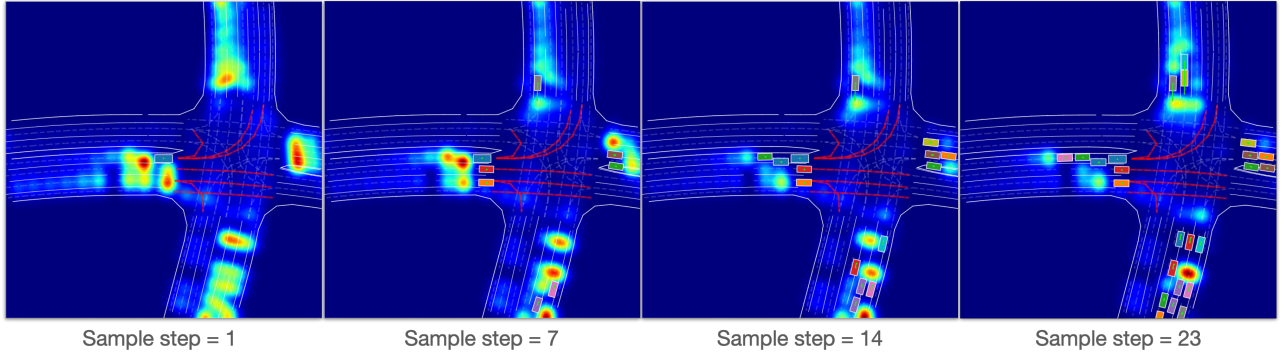 Sample step = 1
Sample step = 7
Sample step = 14
Sample step = 23